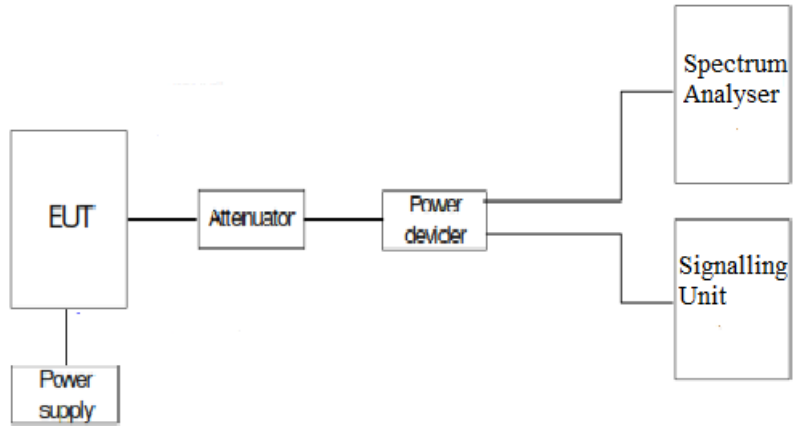 Spectrum
Analyser
EUT
Attenuator
Power
devider
Signalling
Unit
Power
supply